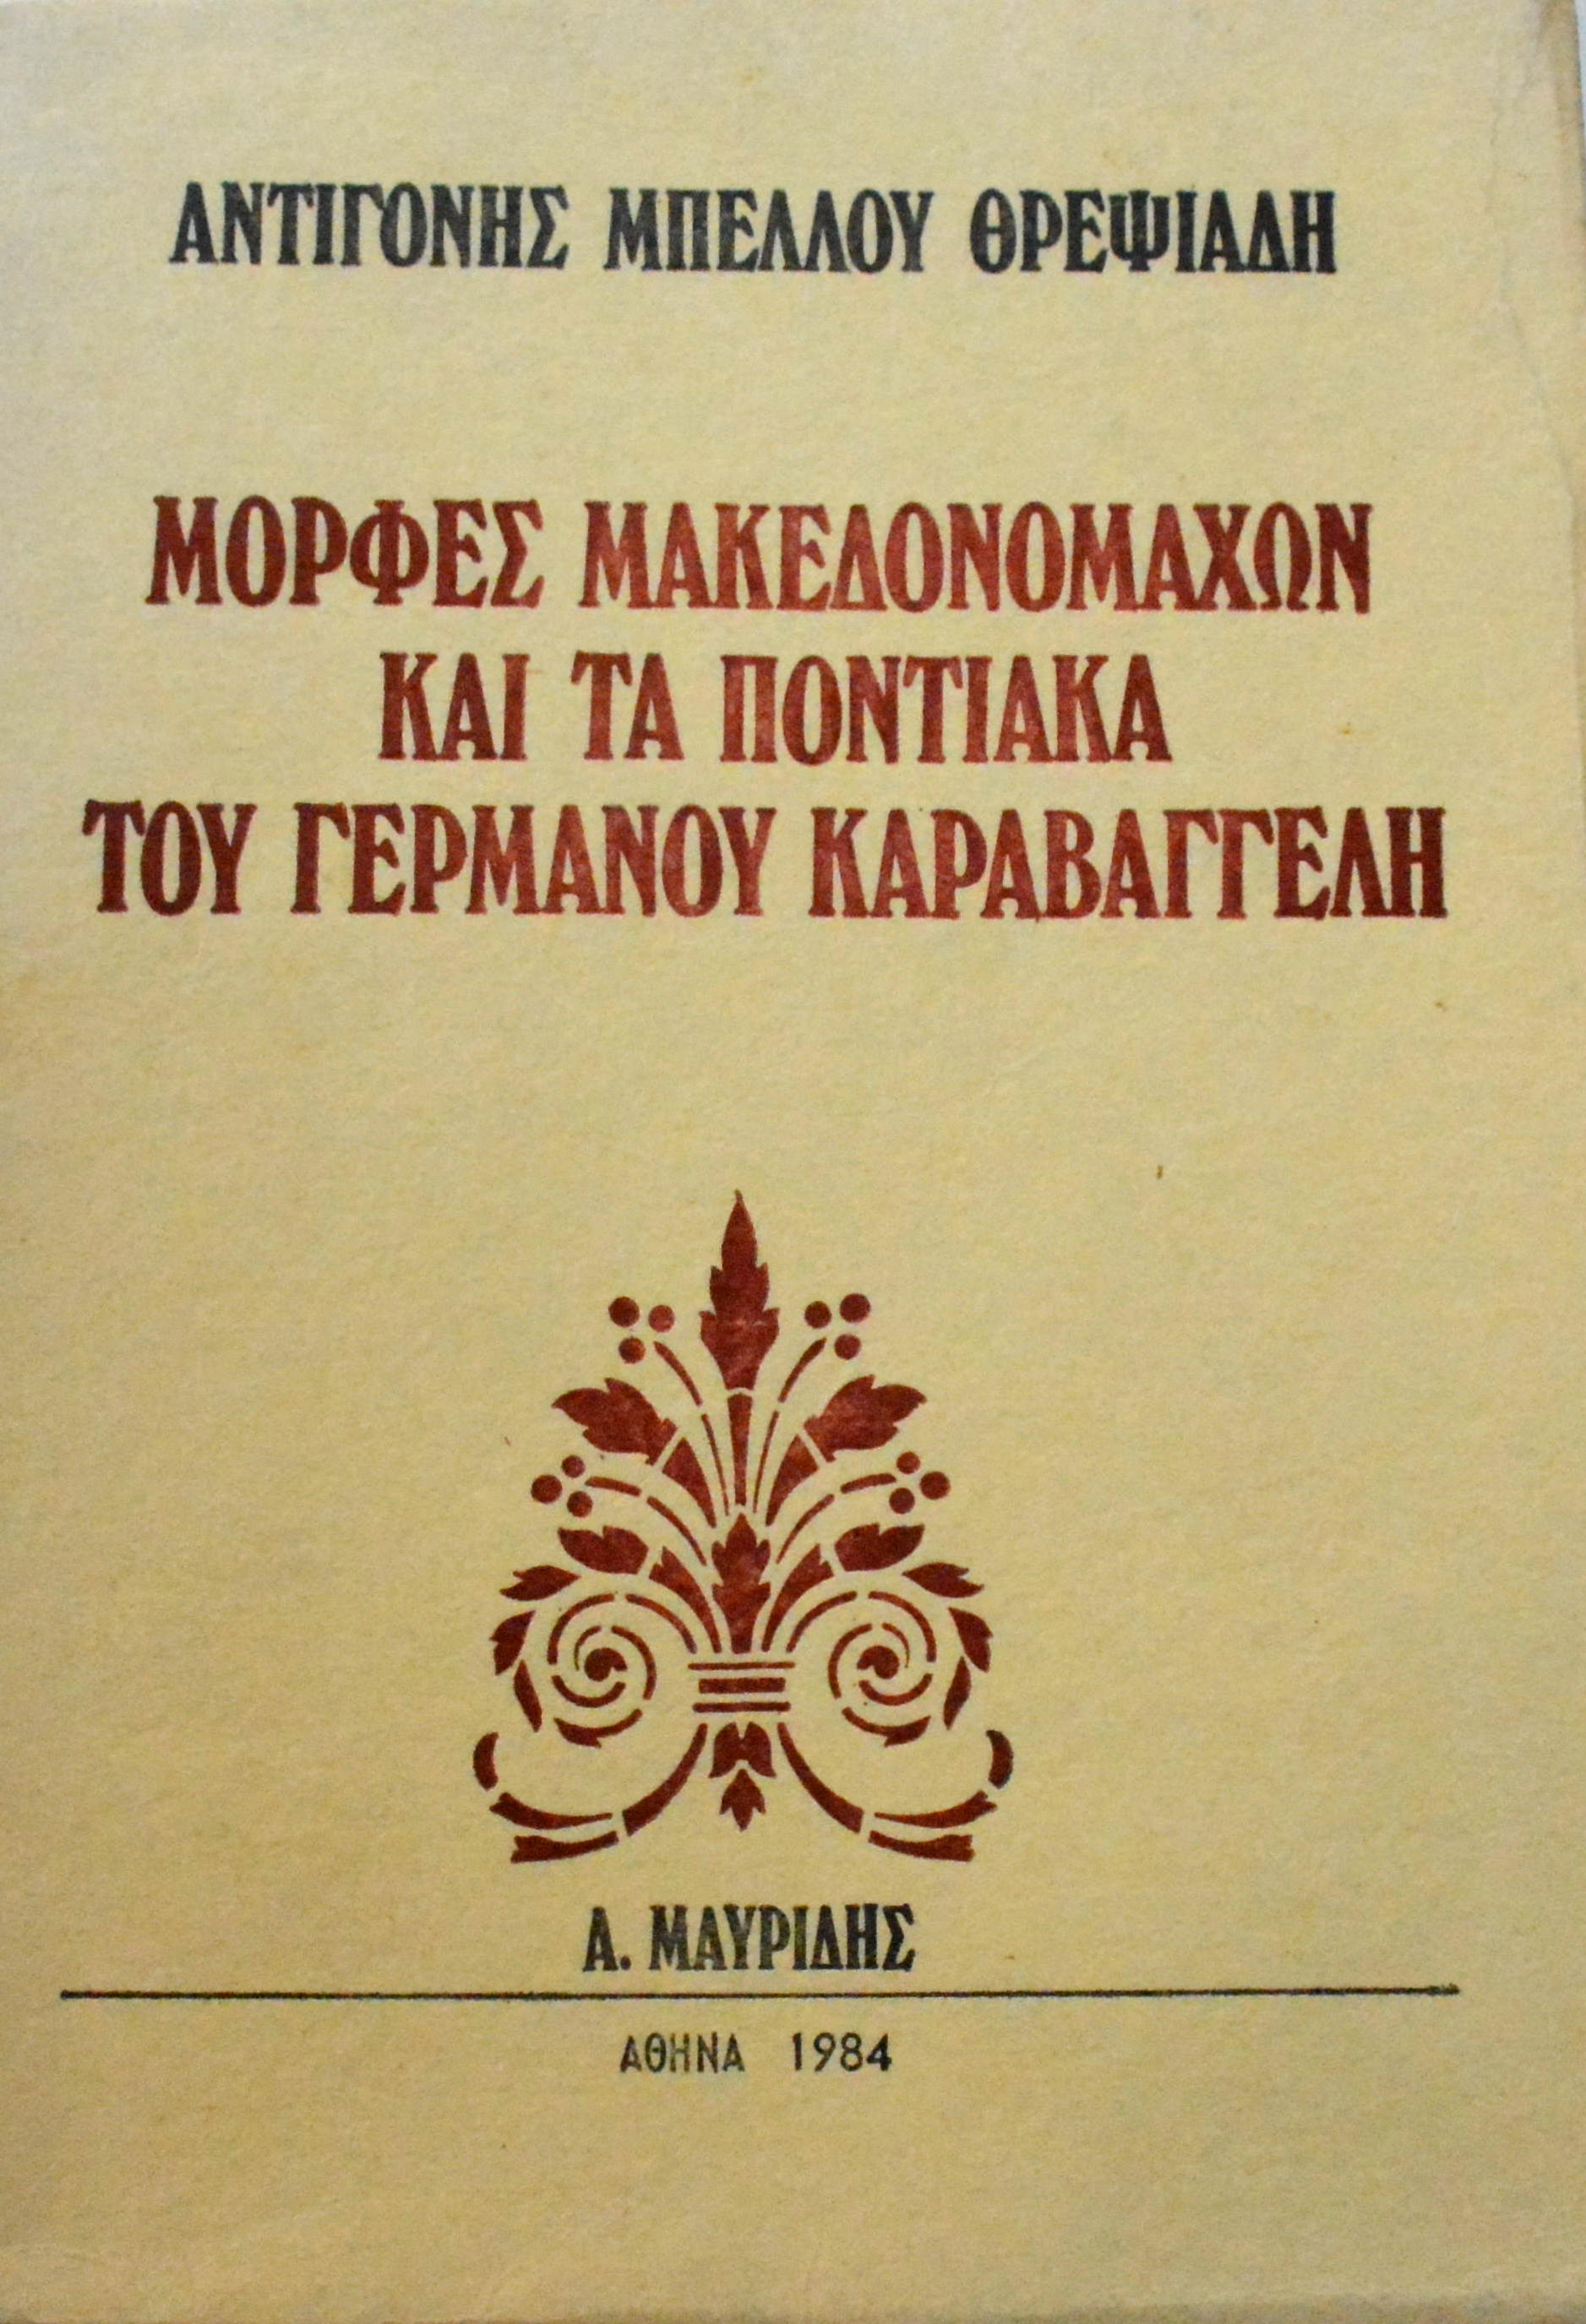 ΑΝΤΙΓΟΝΗΣ ΜΠΕΛΛΟΥ ΘΡΕΨΙΑΔΗ
ΜΟΡΦΕΣ ΜΑΚΕΔΟΝΟΜΑΧΩΝ
ΚΑΙ ΤΑ ΠΟΝΤΙΑΚΑ
ΤΟΥ ΓΕΡΜΑΝΟΥ ΚΑΡΑΒΑΓΓΕΛΗ
Α. ΜΑΥΡΙΔΗΣ
ΑΘΗΝΑ 1984